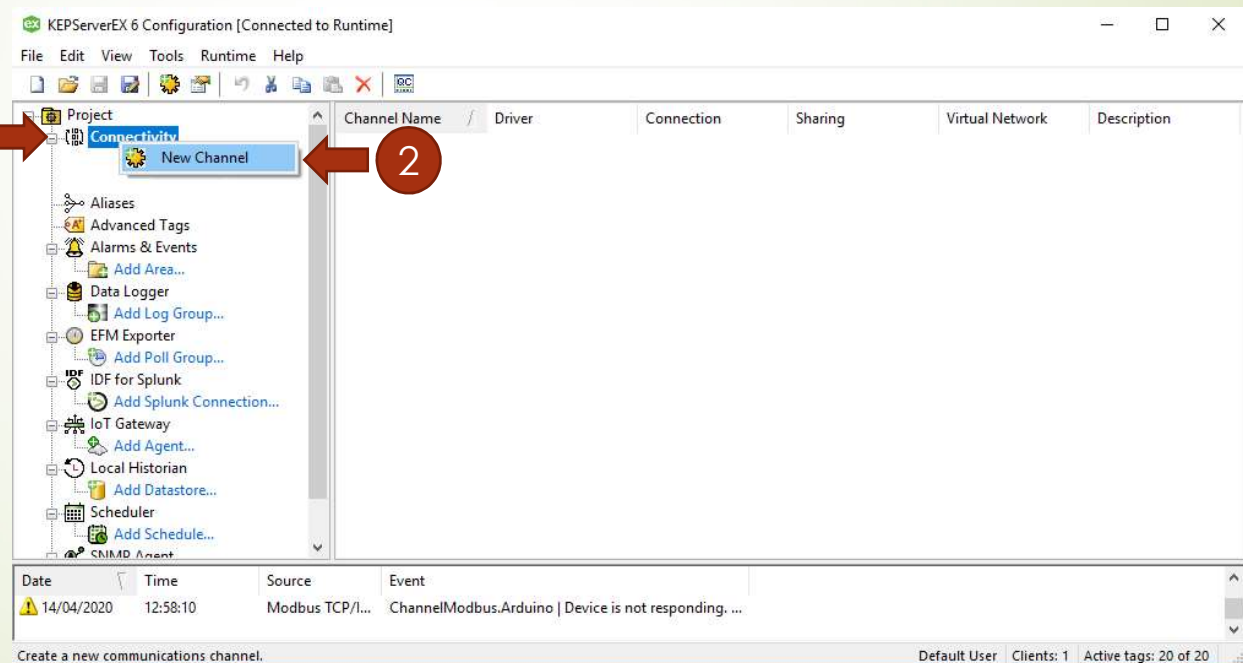 KEPServerEX 6 Configuration [Connected to Runtime]
File Edit View Tools Runtime Help
Project
Connectivity
New Channel
2
Aliases
Advanced Tags
Alarms & Events
Add Area...
Data Logger
Add Log Group...
EFM Exporter
Add Poll Group...
IDF for Splunk
Add Splunk Connection...
IoT Gateway
Add Agent...
Local Historian
Add Datastore...
Scheduler
Add Schedule...
SNMP Agent
Channel Name / Driver Connection Sharing Virtual Network Description
Date Time Source Event
14/04/2020 12:58:10 Modbus TCP/I... ChannelModbus.Arduino | Device is not responding. ...
Create a new communications channel. Default User Clients: 1 Active tags: 20 of 20